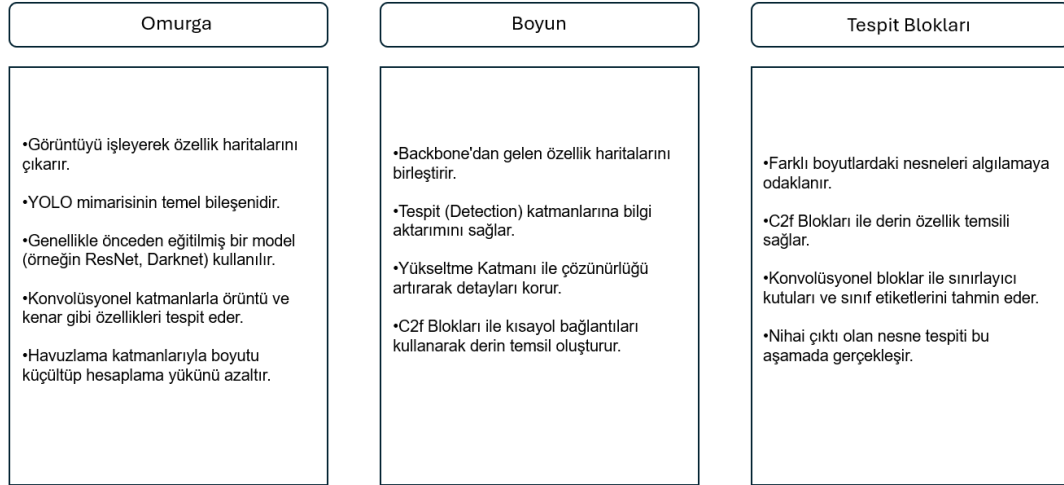 Omurga
•Görüntüyü işleyerek özellik haritalarını
çıkarır.
•YOLO mimarisinin temel bileşenidir.
•Genellikle önceden eğitilmiş bir model
(örneğin ResNet, Darknet) kullanılır.
•Konvolüsyonel katmanlarla örüntü ve
kenar gibi özellikleri tespit eder.
•Havuzlama katmanlarıyla boyutu
küçültüp hesaplama yükünü azaltır.
Boyun
•Backbone'dan gelen özellik haritalarını
birleştirir.
•Tespit (Detection) katmanlarına bilgi
aktarımını sağlar.
•Yükseltme Katmanı ile çözünürlüğü
artırarak detayları korur.
•C2f Blokları ile kısayol bağlantıları
kullanarak derin temsil oluşturur.
Tespit Blokları
•Farklı boyutlardaki nesneleri algılamaya
odaklanır.
•C2f Blokları ile derin özellik temsili
sağlar.
•Konvolüsyonel bloklar ile sınırlayıcı
kutuları ve sınıf etiketlerini tahmin eder.
•Nihai çıktı olan nesne tespiti bu
aşamada gerçekleşir.